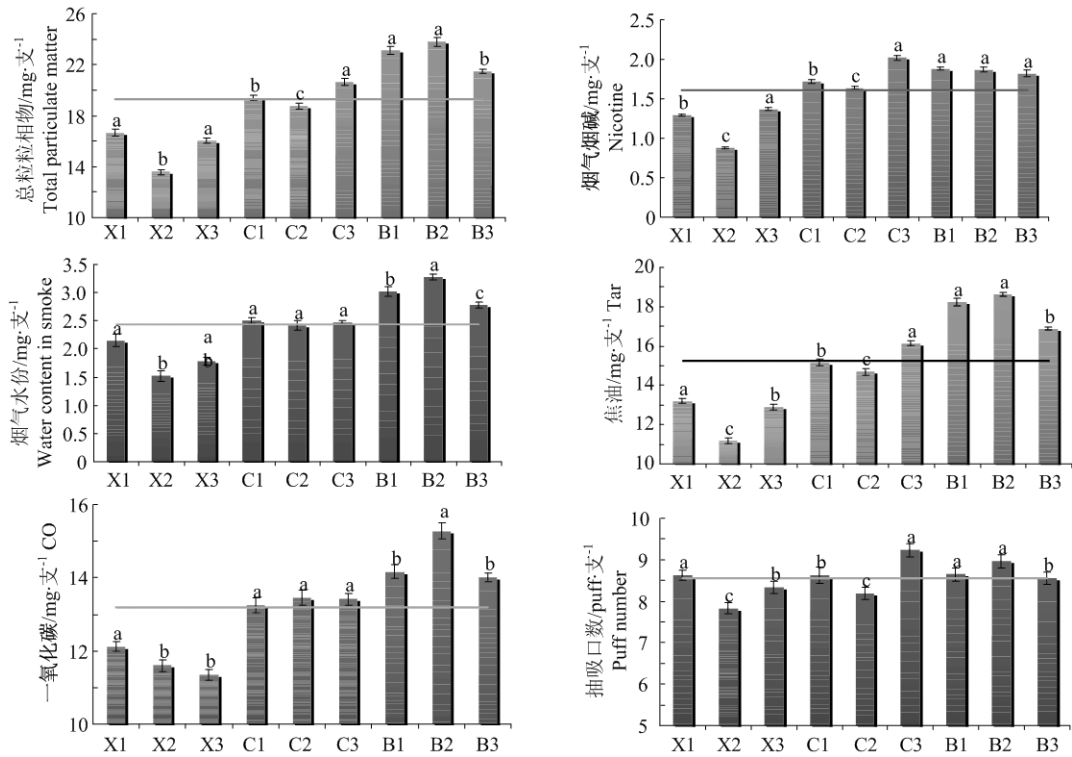 总粒粒相物/mg·支⁻¹
Total particulate matter
26
22
18
14
10
a
b
a
b
c
a
a
a
b
X1 X2 X3 C1 C2 C3 B1 B2 B3
烟气烟碱/mg·支⁻¹
Nicotine
2.5
2.0
1.5
1.0
0.5
0
b
c
a
b
c
a
a
a
a
X1 X2 X3 C1 C2 C3 B1 B2 B3
烟气水份/mg·支⁻¹
Water content in smoke
3.5
3.0
2.5
2.0
1.5
1.0
0.5
0
a
b
a
b
a
a
a
b
a
c
X1 X2 X3 C1 C2 C3 B1 B2 B3
焦油/mg·支⁻¹ Tar
20
18
16
14
12
10
a
c
b
b
c
a
a
a
b
X1 X2 X3 C1 C2 C3 B1 B2 B3
一氧化碳/mg·支⁻¹ CO
16
14
12
10
a
b
b
a
a
a
b
a
b
X1 X2 X3 C1 C2 C3 B1 B2 B3
抽吸口数/puff·支⁻¹
Puff number
10
9
8
7
6
5
a
c
b
b
c
a
a
a
b
X1 X2 X3 C1 C2 C3 B1 B2 B3